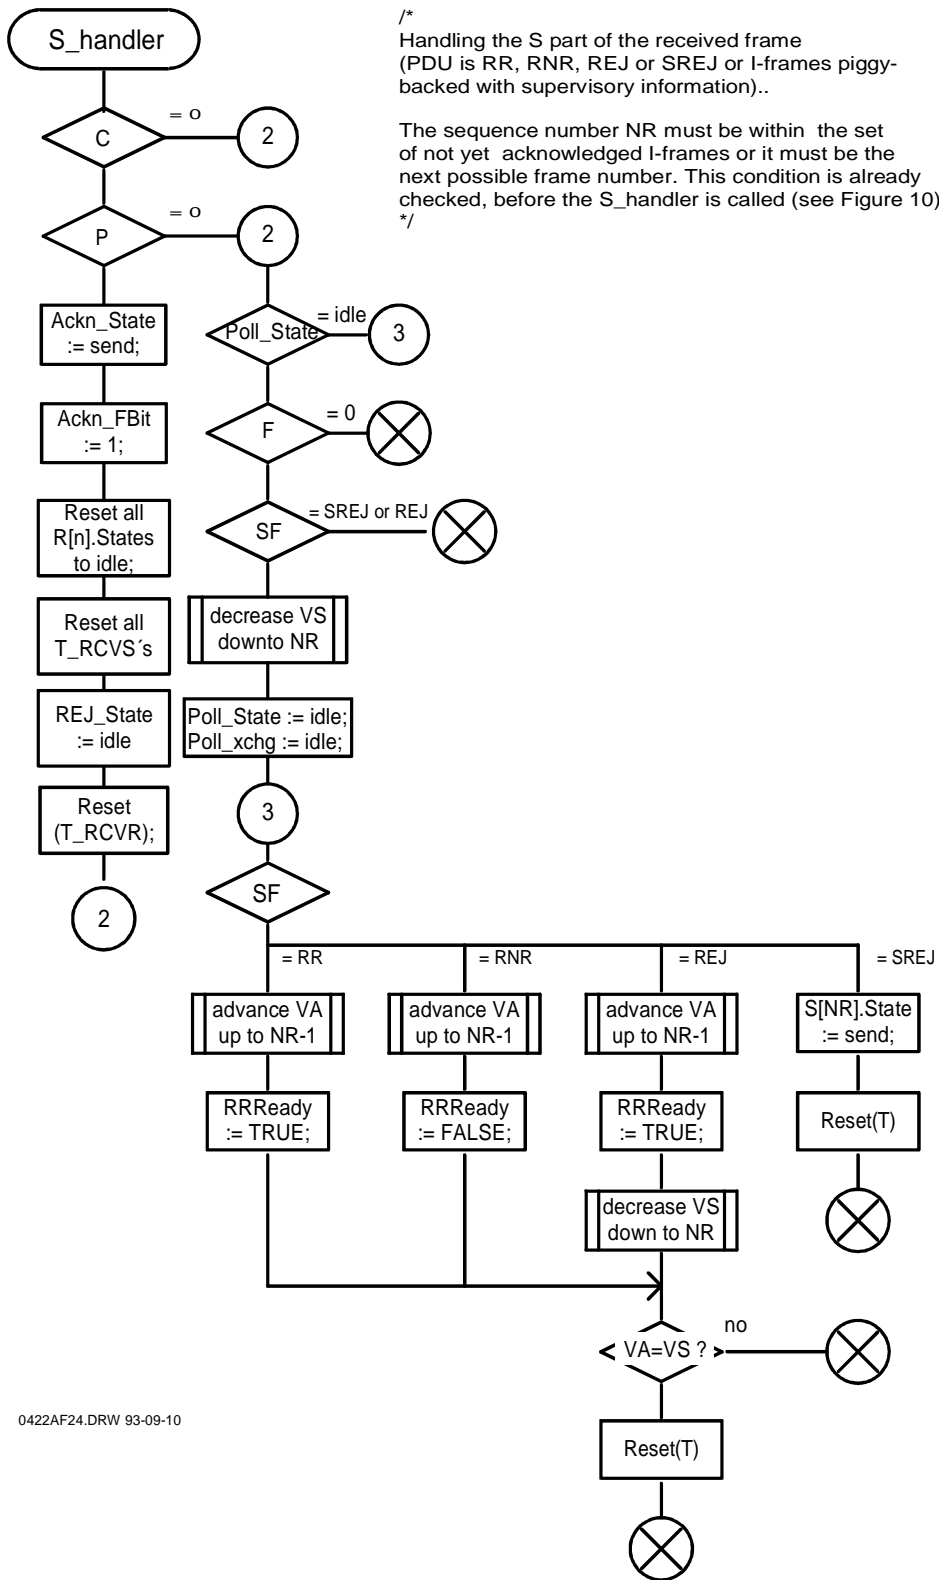 S_handler
/*
Handling the S part of the received frame
(PDU is RR, RNR, REJ or SREJ or I-frames piggy-
backed with supervisory information)..
The sequence number NR must be within the set
of not yet acknowledged I-frames or it must be the
next possible frame number. This condition is already
checked, before the S_handler is called (see Figure 10)
*/
C
= 0
2
P
= 0
2
Ackn_State
:= send;
Ackn_FBit
:= 1;
Reset all
R[n].States
to idle;
Reset all
T_RCVS´s
REJ_State
:= idle
Reset
(T_RCVR);
2
Poll_State
= idle
3
F
= 0
SF
= SREJ or REJ
decrease VS
downto NR
Poll_State := idle;
Poll_xchg := idle;
3
SF
= RR
= RNR
= REJ
= SREJ
advance VA
up to NR-1
advance VA
up to NR-1
advance VA
up to NR-1
S[NR].State
:= send;
RRReady
:= TRUE;
RRReady
:= FALSE;
RRReady
:= TRUE;
Reset(T)
decrease VS
down to NR
VA=VS ?
no
Reset(T)
0422AF24.DRW 93-09-10